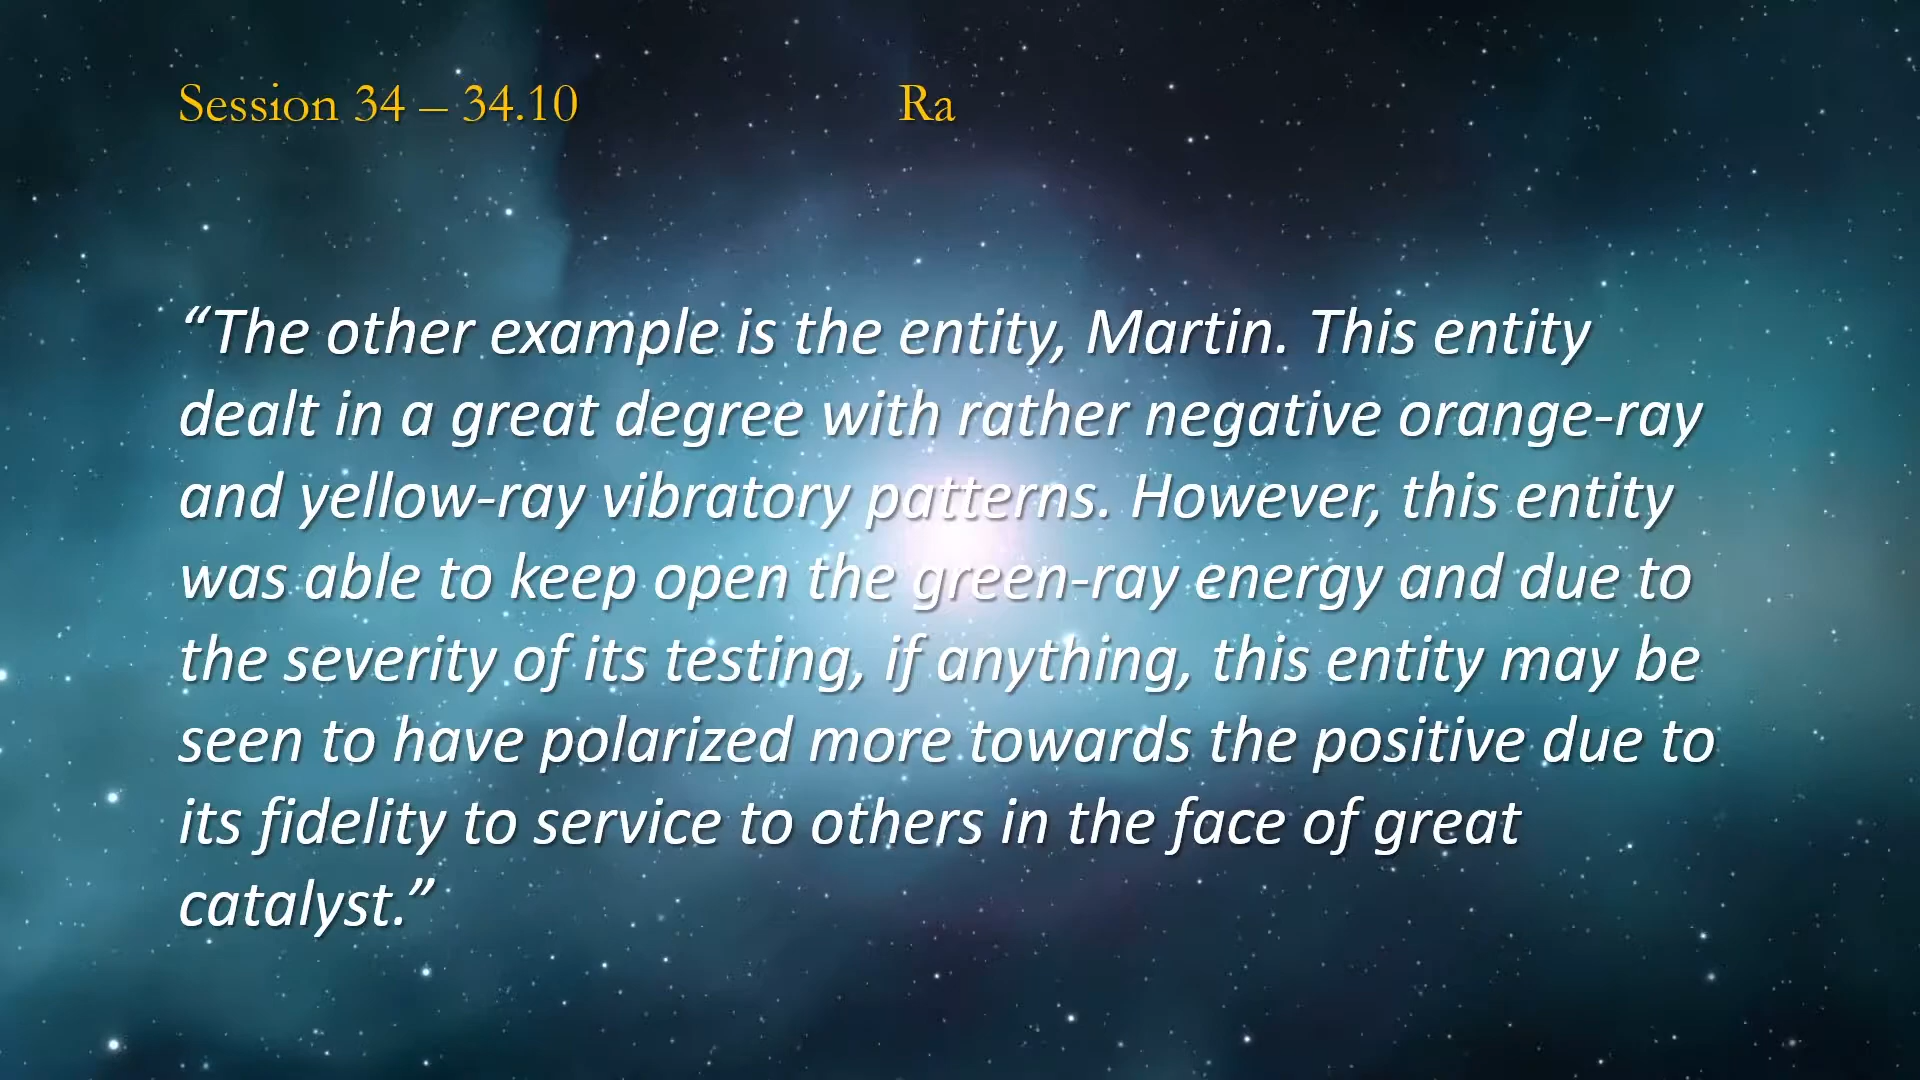 Session 34 – 34.10 Ra
“The other example is the entity, Martin. This entity
dealt in a great degree with rather negative orange-ray
and yellow-ray vibratory patterns. However, this entity
was able to keep open the green-ray energy and due to
the severity of its testing, if anything, this entity may be
seen to have polarized more towards the positive due to
its fidelity to service to others in the face of great
catalyst.”